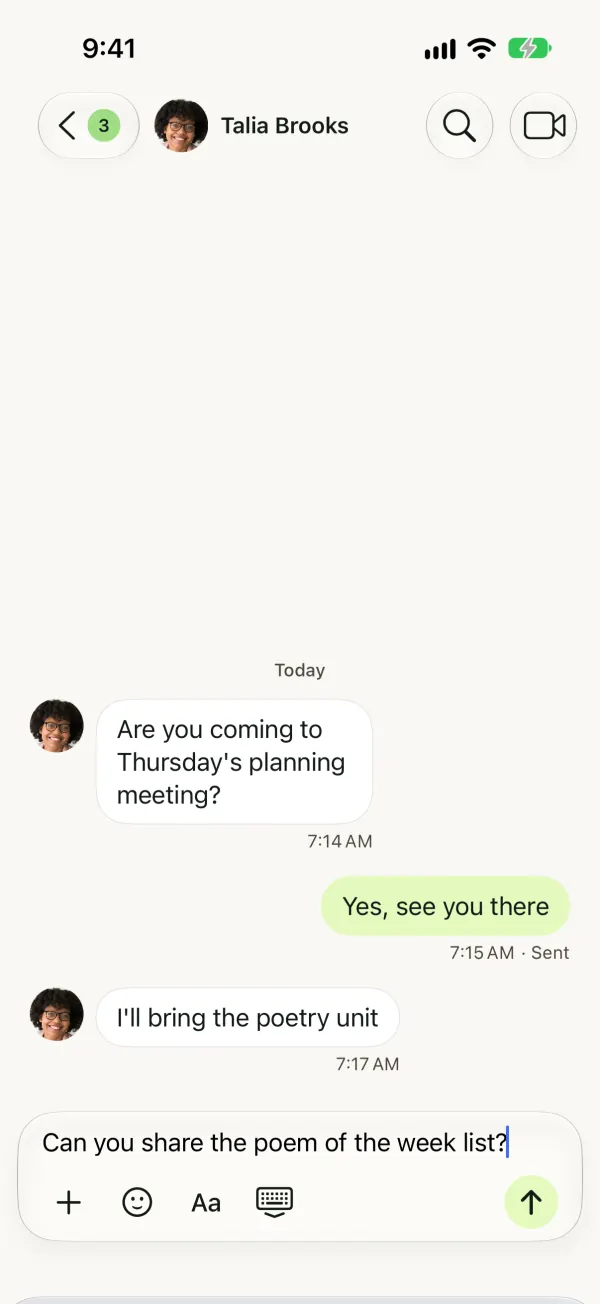 9:41
3
Talia Brooks
Today
Are you coming to
Thursday's planning
meeting?
7:14 AM
Yes, see you there
7:15 AM · Sent
I'll bring the poetry unit
7:17 AM
Can you share the poem of the week list?
Aa